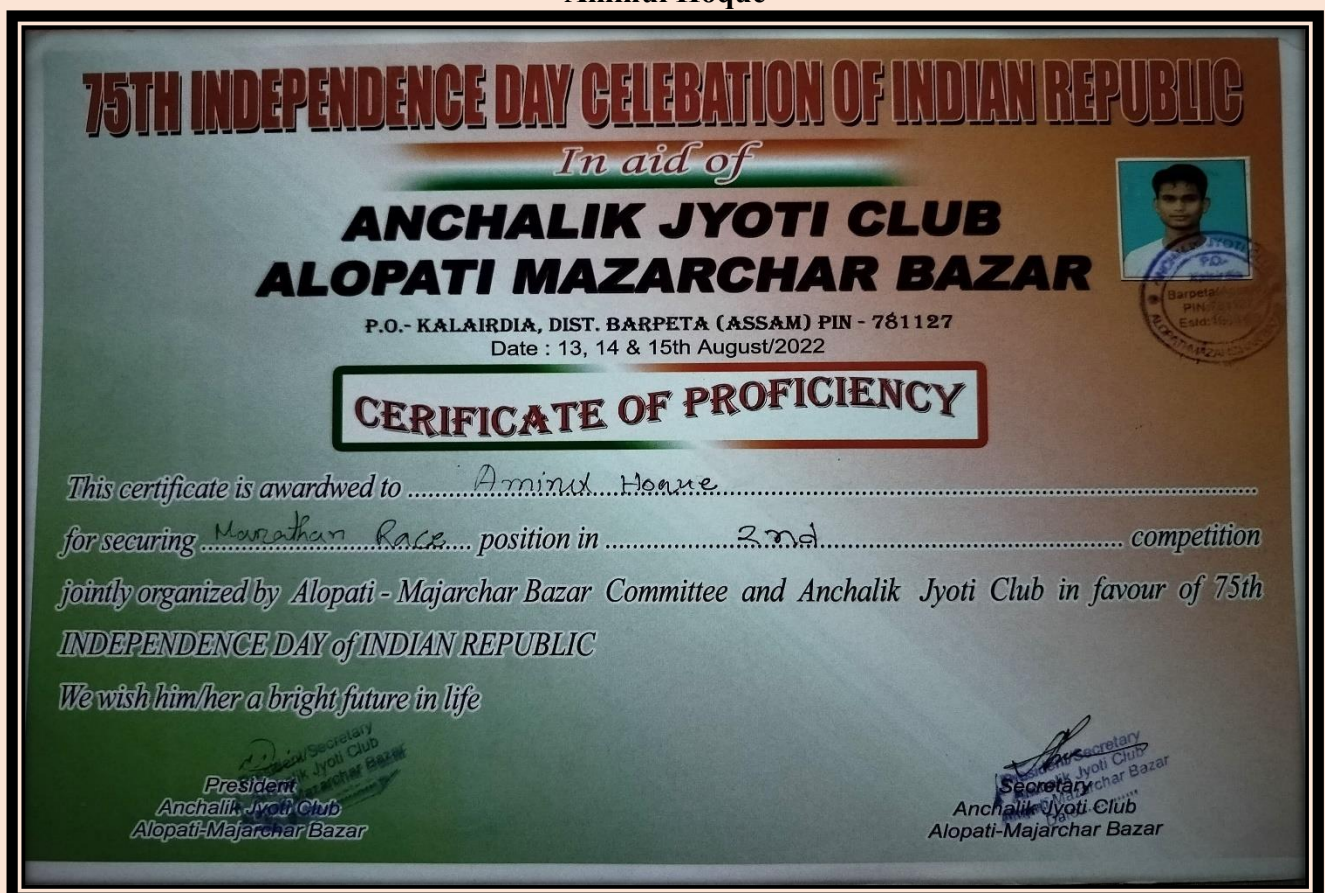 Aminul Hoque
75TH INDEPENDENCE DAY CELEBATION OF INDIAN REPUBLIC
In aid of
ANCHALIK JYOTI CLUB
ALOPATI MAZARCHAR BAZAR
P.O.- KALAIRDIA, DIST. BARPETA (ASSAM) PIN - 781127
Date : 13, 14 & 15th August/2022
CERIFICATE OF PROFICIENCY
This certificate is awardwed to Aminul Hoque
for securing Marathan Race position in 2nd competition
jointly organized by Alopati - Majarchar Bazar Committee and Anchalik Jyoti Club in favour of 75th
INDEPENDENCE DAY of INDIAN REPUBLIC
We wish him/her a bright future in life
President
Anchalik Jyoti Club
Alopati-Majarchar Bazar
Secretary
Anchalik Jyoti Club
Alopati-Majarchar Bazar